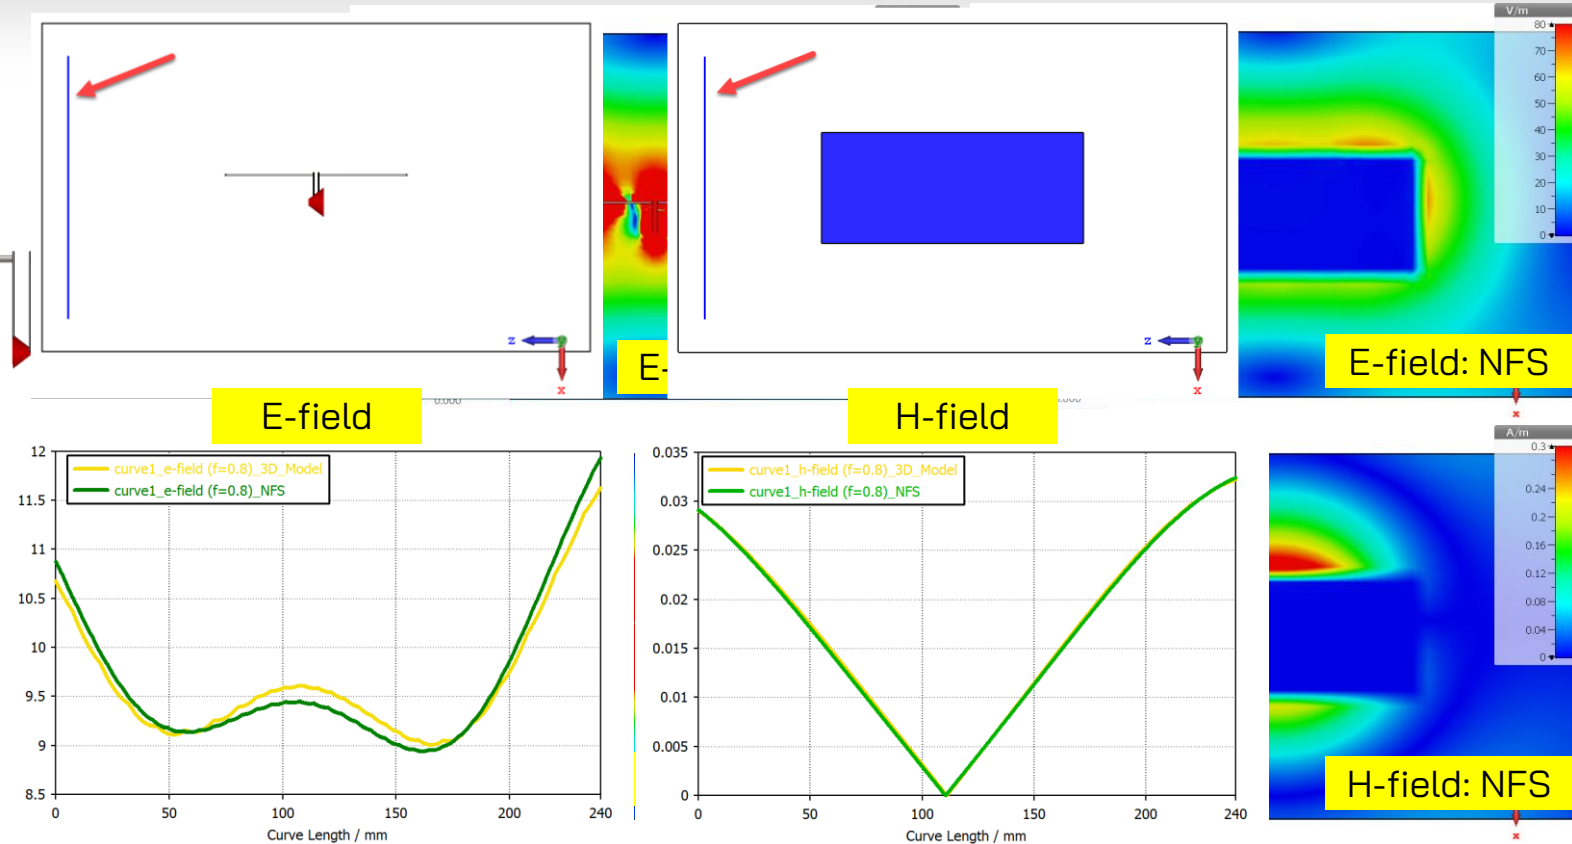 V/m
80
70
60
50
40
30
20
10
0
z
y
x
z
y
x
E-
E-field: NFS
x
E-field
0.000
H-field
A/m
0.3
0.24
0.2
0.16
0.12
0.08
0.04
0
12
11.5
11
10.5
10
9.5
9
8.5
curve1_e-field (f=0.8)_3D_Model
curve1_e-field (f=0.8)_NFS
0
50
100
150
200
240
Curve Length / mm
0.035
0.03
0.025
0.02
0.015
0.01
0.005
0
curve1_h-field (f=0.8)_3D_Model
curve1_h-field (f=0.8)_NFS
0
50
100
150
200
240
Curve Length / mm
H-field: NFS
x